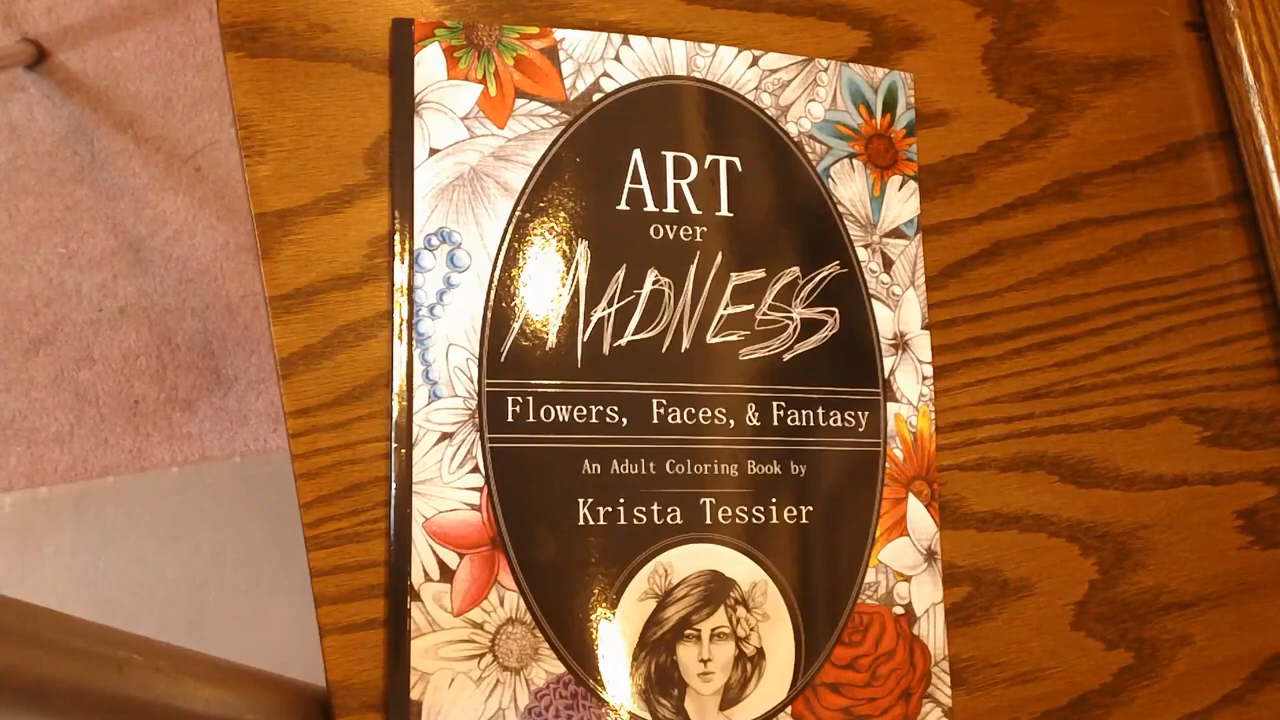 ART
over
MADNESS
Flowers, Faces, & Fantasy
An Adult Coloring Book by
Krista Tessier